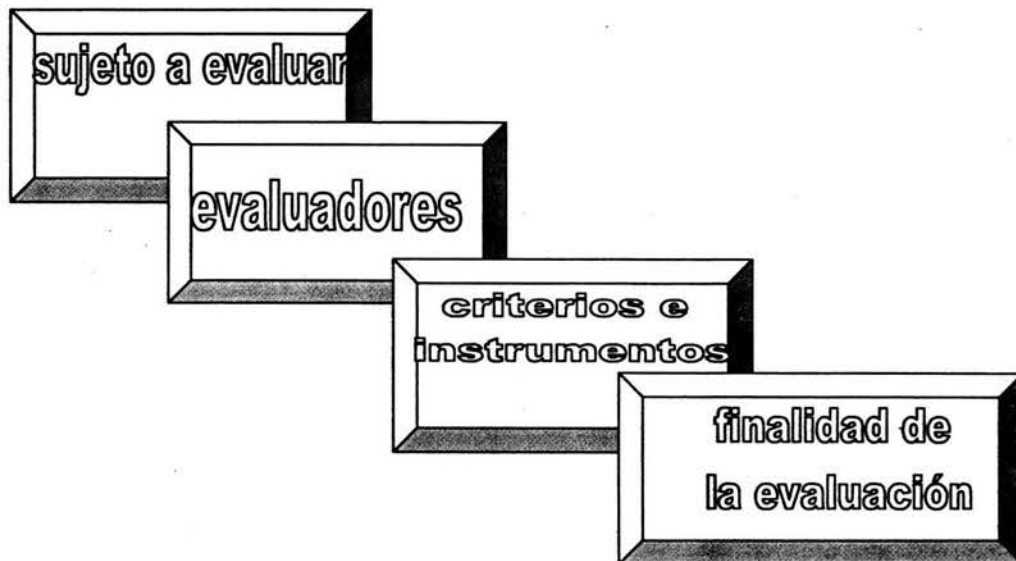 sujeto a evaluar
evaluadores
criterios e
instrumentos
finalidad de
la evaluación